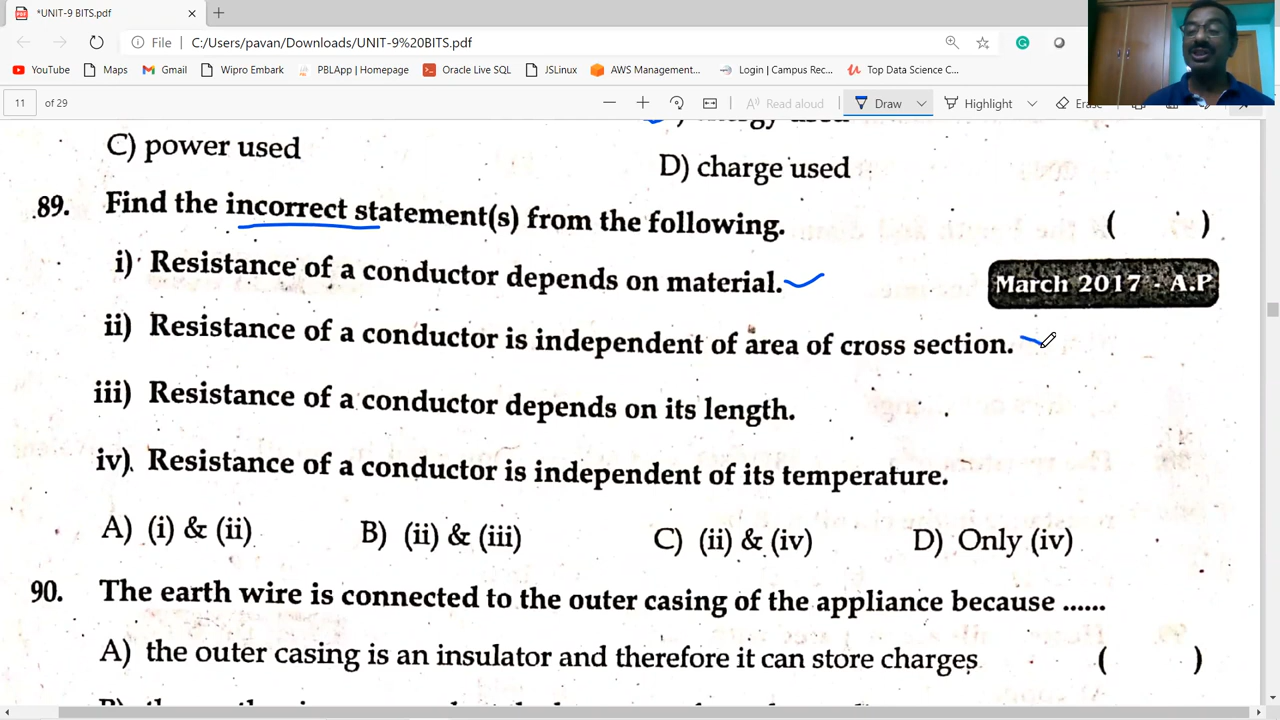 *UNIT-9 BITS.pdf
File C:/Users/pavan/Downloads/UNIT-9%20BITS.pdf
YouTube Maps Gmail Wipro Embark PBLApp | Homepage Oracle Live SQL JSLinux AWS Management... Login | Campus Rec... Top Data Science C...
11 of 29 Read aloud Draw Highlight Erase
energy used
C) power used
D) charge used
89. Find the incorrect statement(s) from the following. ( )
i) Resistance of a conductor depends on material.
March 2017 - A.P
ii) Resistance of a conductor is independent of area of cross section.
iii) Resistance of a conductor depends on its length.
iv) Resistance of a conductor is independent of its temperature.
A) (i) & (ii) B) (ii) & (iii) C) (ii) & (iv) D) Only (iv)
90. The earth wire is connected to the outer casing of the appliance because ......
A) the outer casing is an insulator and therefore it can store charges ( )